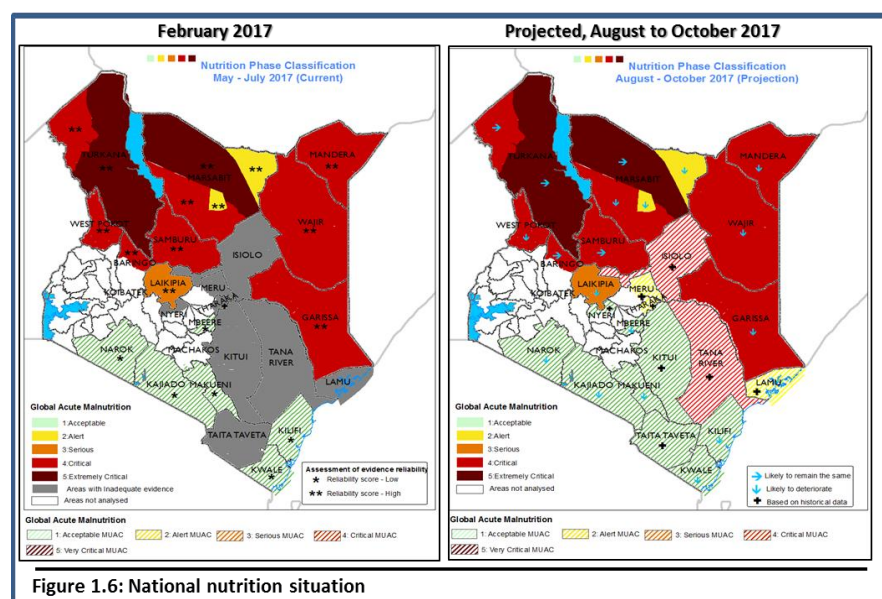 February 2017
Nutrition Phase Classification
May - July 2017 (Current)
TURKANA
MARSABIT
MANDERA
WAJIR
WEST POKOT
SAMBURU
ISIOLO
BARINGO
LAIKIPIA
MERU
KOIBATEK
THARAKA
NYERI
MBEERE
GARISSA
NAROK
MACHAKOS
KITUI
TANA RIVER
KAJIADO
MAKUENI
LAMU
KILIFI
TAITA TAVETA
KWALE
Global Acute Malnutrition
1:Acceptable
2:Alert
3:Serious
4:Critical
5:Extremely Critical
Areas with Inadequate evidence
Areas not analysed
Assessment of evidence reliability
* Reliability score - Low
** Reliability score - High
Global Acute Malnutrition
1: Acceptable MUAC
2: Alert MUAC
3: Serious MUAC
4: Critical MUAC
5: Very Critical MUAC
Projected, August to October 2017
Nutrition Phase Classification
August - October 2017 (Projection)
TURKANA
MARSABIT
MANDERA
WAJIR
WEST POKOT
SAMBURU
ISIOLO
BARINGO
LAIKIPIA
MERU
KOIBATEK
THARAKA
NYERI
MBEERE
GARISSA
NAROK
MACHAKOS
KITUI
TANA
RIVER
KAJIADO
MAKUENI
LAMU
TAITA TAVETA
KILIFI
KWALE
Global Acute Malnutrition
1:Acceptable
2:Alert
3:Serious
4:Critical
5:Extremely Critical
Areas not analysed
Likely to remain the same
Likely to deteriorate
Based on historical data
Global Acute Malnutrition
1: Acceptable MUAC
2: Alert MUAC
3: Serious MUAC
4: Critical MUAC
5: Very Critical MUAC
Figure 1.6: National nutrition situation